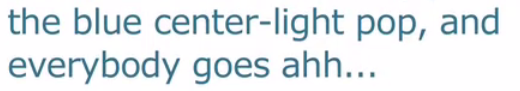 the blue center-light pop, and
everybody goes ahh...